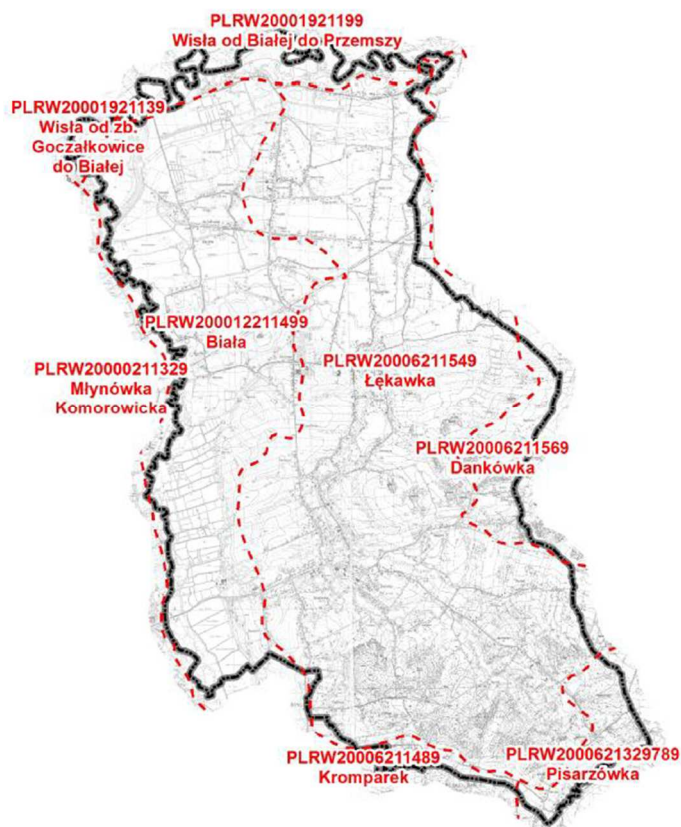 PLRW20001921199
Wisła od Białej do Przemszy
PLRW20001921139
Wisła od zb.
Goczałkowice
do Białej
PLRW200012211499
Biała
PLRW20000211329
Młynówka
Komorowicka
PLRW20006211549
Łękawka
PLRW20006211569
Dankówka
PLRW20006211489
Kromparek
PLRW2000621329789
Pisarzówka